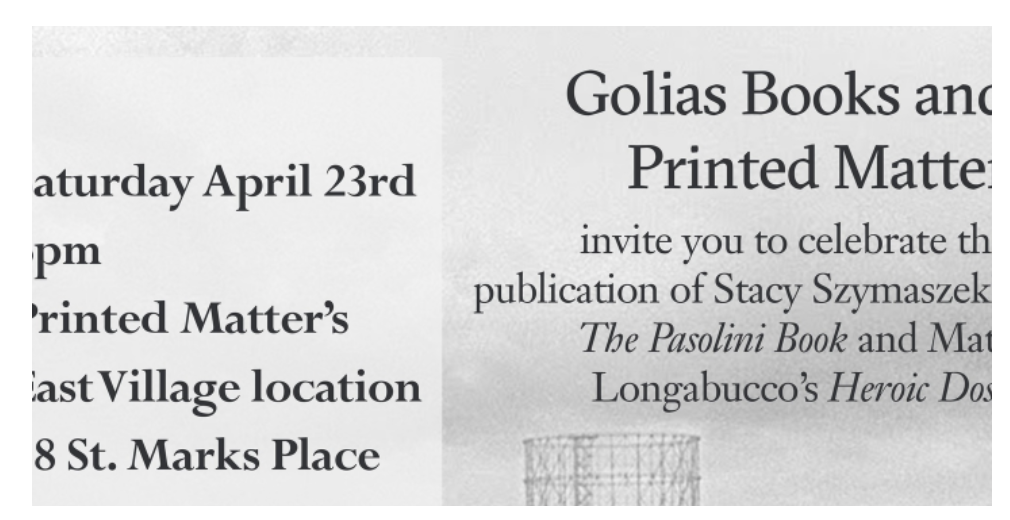 aturday April 23rd
pm
Printed Matter's
East Village location
8 St. Marks Place
Golias Books and
Printed Matter
invite you to celebrate th
publication of Stacy Szymaszek
The Pasolini Book and Mat
Longabucco's Heroic Dos